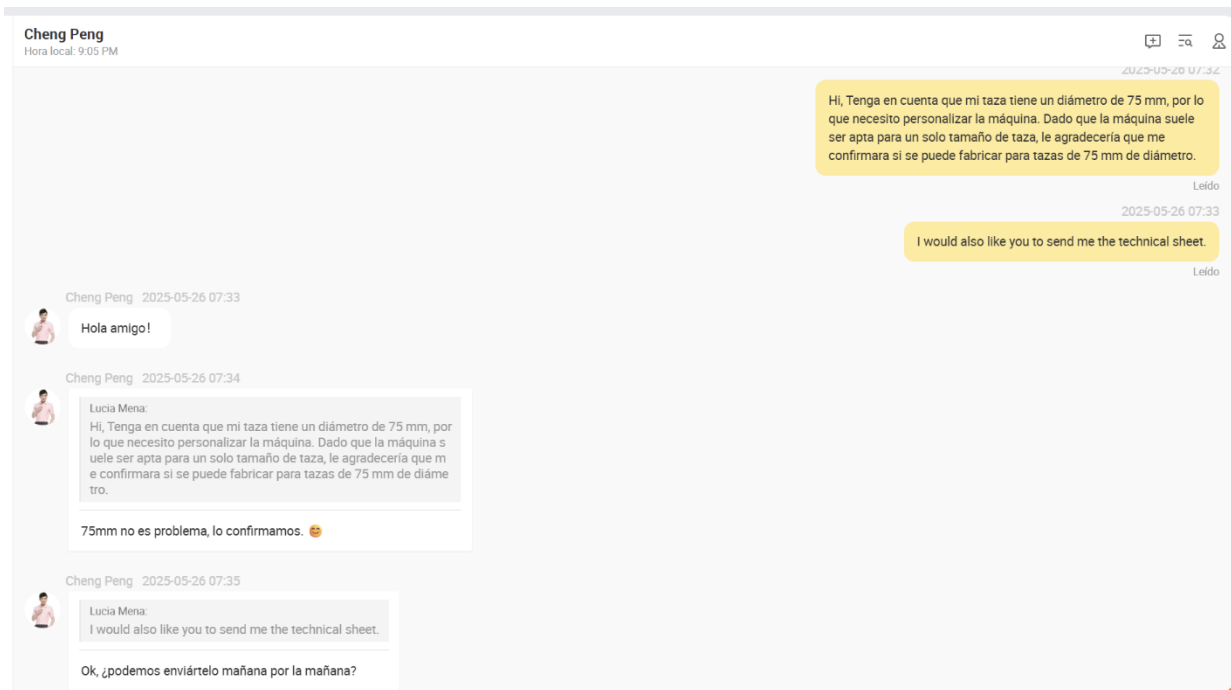 Cheng Peng
Hora local: 9:05 PM
2025-05-26 07:32
Hi, Tenga en cuenta que mi taza tiene un diámetro de 75 mm, por lo
que necesito personalizar la máquina. Dado que la máquina suele
ser apta para un solo tamaño de taza, le agradecería que me
confirmara si se puede fabricar para tazas de 75 mm de diámetro.
Leído
2025-05-26 07:33
I would also like you to send me the technical sheet.
Leído
Cheng Peng 2025-05-26 07:33
Hola amigo!
Cheng Peng 2025-05-26 07:34
Lucia Mena:
Hi, Tenga en cuenta que mi taza tiene un diámetro de 75 mm, por
lo que necesito personalizar la máquina. Dado que la máquina s
uele ser apta para un solo tamaño de taza, le agradecería que m
e confirmara si se puede fabricar para tazas de 75 mm de diáme
tro.
75mm no es problema, lo confirmamos. 😊
Cheng Peng 2025-05-26 07:35
Lucia Mena:
I would also like you to send me the technical sheet.
Ok, ¿podemos enviártelo mañana por la mañana?